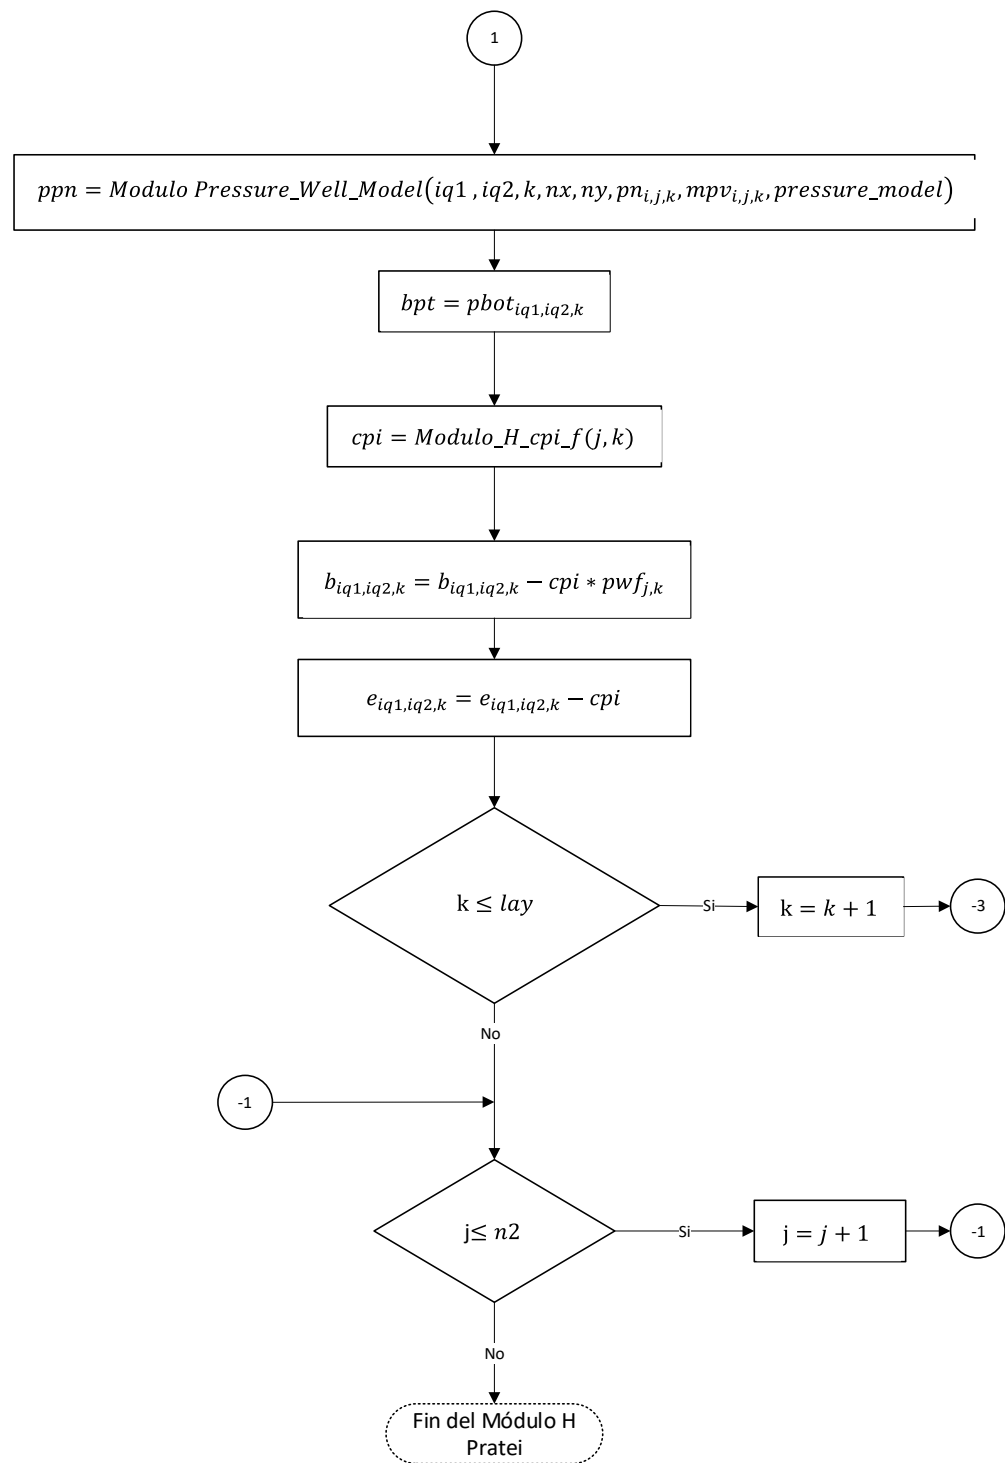 1
ppn = Modulo Pressure_Well_Model(iq1 , iq2, k, nx, ny, pn_{i,j,k}, mpv_{i,j,k}, pressure_model)
bpt = pbot_{iq1,iq2,k}
cpi = Modulo_H_cpi_f(j, k)
b_{iq1,iq2,k} = b_{iq1,iq2,k} − cpi ∗ pwf_{j,k}
e_{iq1,iq2,k} = e_{iq1,iq2,k} − cpi
k ≤ lay
Si
k = k + 1
-3
No
-1
j≤ n2
Si
j = j + 1
-1
No
Fin del Módulo H
Pratei